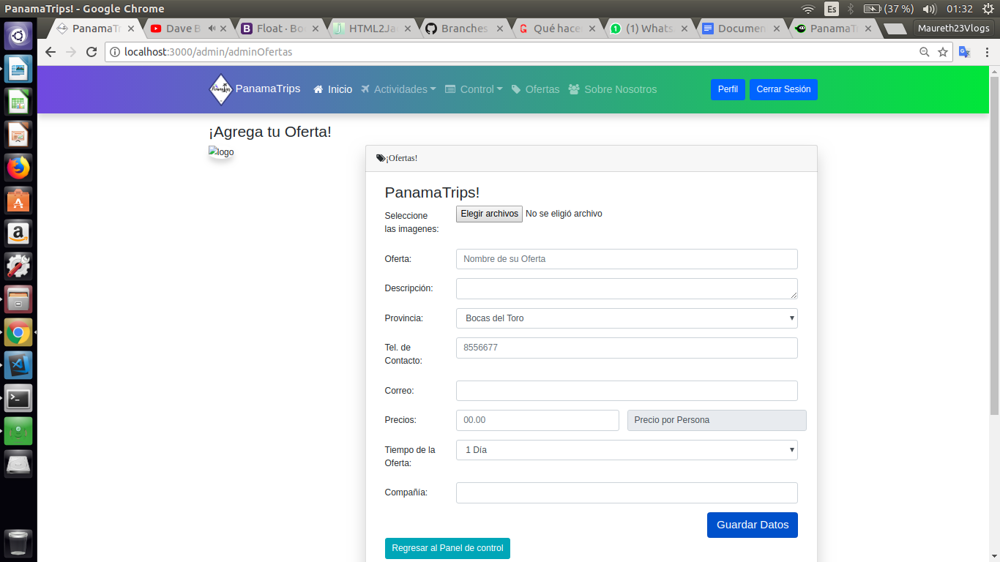 PanamaTrips! - Google Chrome
Es
(37 %)
01:32
PanamaTr
Dave B
Float · Bo
HTML2Ja
Branches
Qué hace
(1) Whats
Documen
PanamaTr
Maureth23Vlogs
localhost:3000/admin/adminOfertas
PanamaTrips
Inicio
Actividades
Control
Ofertas
Sobre Nosotros
Perfil
Cerrar Sesión
¡Agrega tu Oferta!
logo
¡Ofertas!
PanamaTrips!
Seleccione
las imagenes:
Elegir archivos
No se eligió archivo
Oferta:
Nombre de su Oferta
Descripción:
Provincia:
Bocas del Toro
Tel. de
Contacto:
8556677
Correo:
Precios:
00.00
Precio por Persona
Tiempo de la
Oferta:
1 Día
Compañía:
Guardar Datos
Regresar al Panel de control